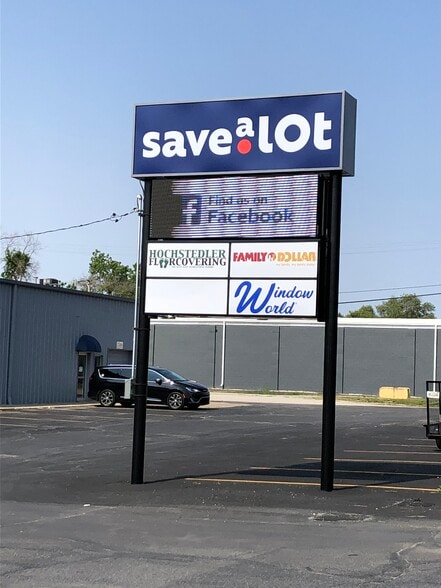 save a lot
Find us on
Facebook
HOCHSTEDLER
FLOORCOVERING
FAMILY DOLLAR
Window
World